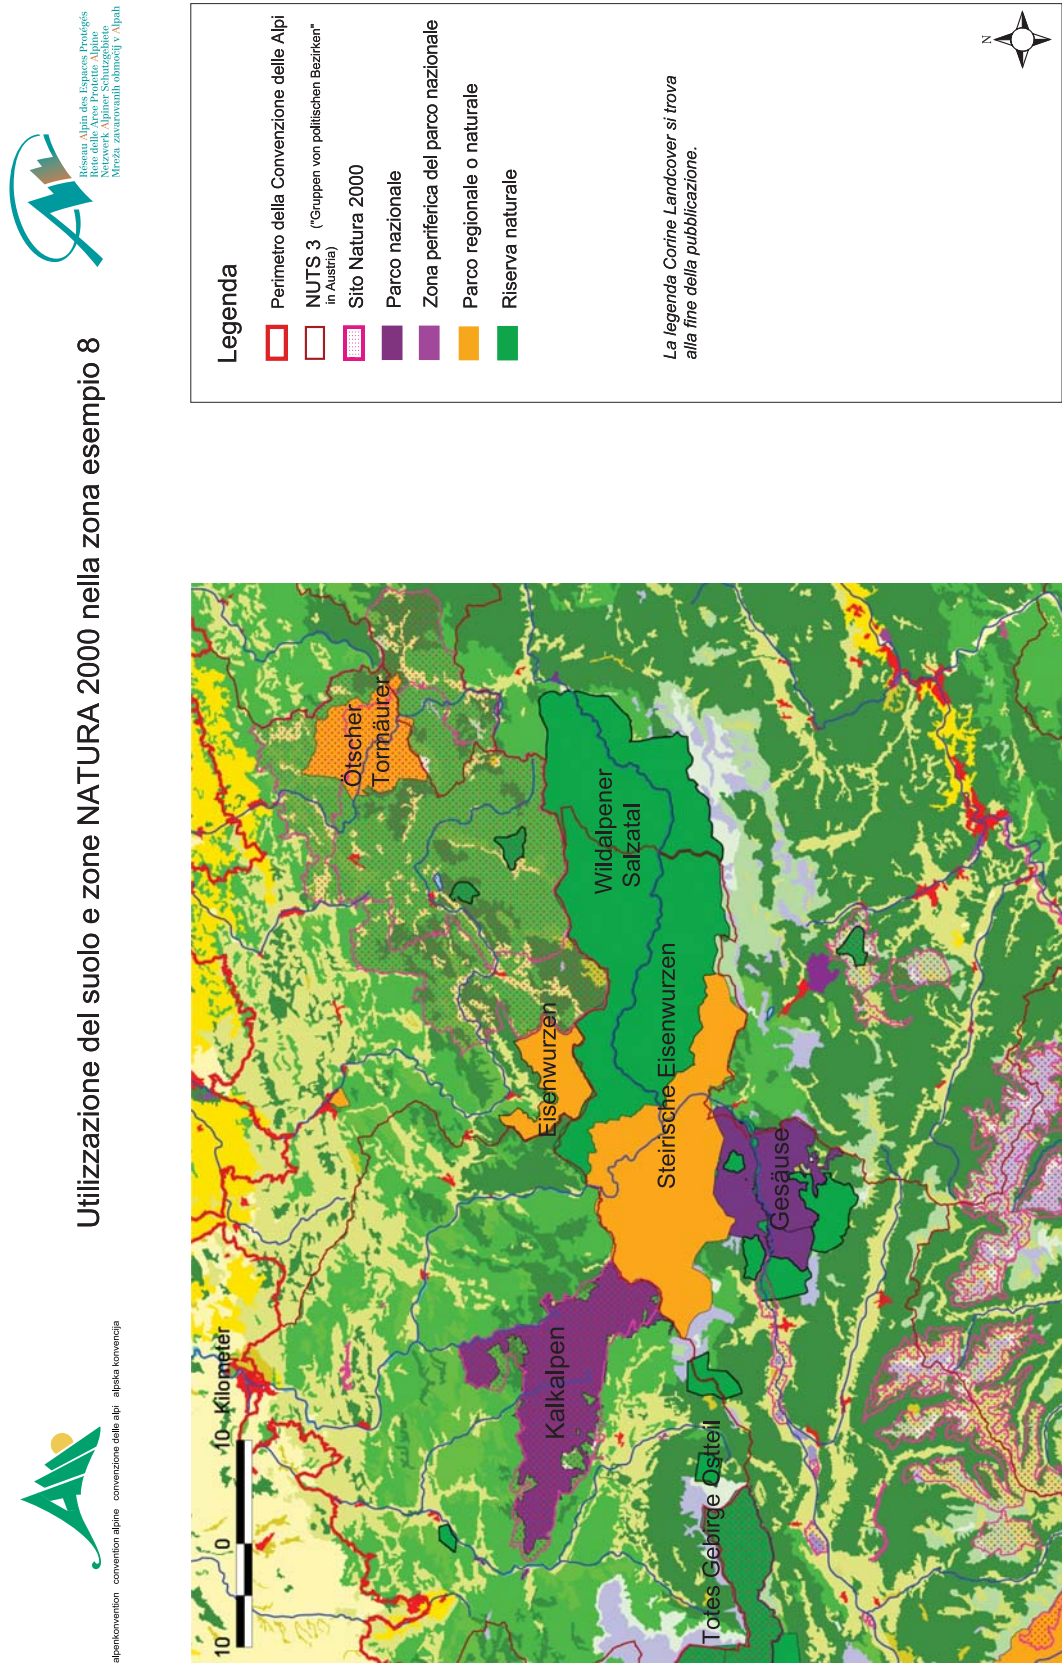 Réseau Alpin des Espaces Protégés
Rete delle Aree Protette Alpine
Netzwerk Alpiner Schutzgebiete
Mreža zavarovanih območij v Alpah
Utilizzazione del suolo e zone NATURA 2000 nella zona esempio 8
alpenkonvention convention alpine convenzione delle alpi alpska konvencija
Legenda
Perimetro della Convenzione delle Alpi
NUTS 3 ("Gruppen von politischen Bezirken"
in Austria)
Sito Natura 2000
Parco nazionale
Zona periferica del parco nazionale
Parco regionale o naturale
Riserva naturale
La legenda Corine Landcover si trova
alla fine della pubblicazione.
N
10 0 10 Kilometer
Ötscher
Tormäurer
Wildalpener
Salzatal
Eisenwurzen
Steirische Eisenwurzen
Kalkalpen
Gesäuse
Totes Gebirge Ostteil